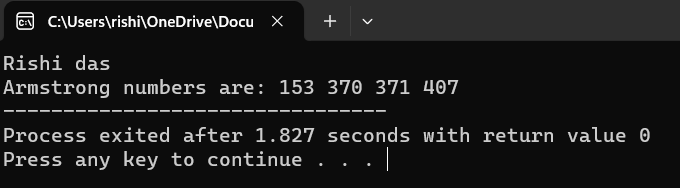 C:\Users\rishi\OneDrive\Docu
Rishi das
Armstrong numbers are: 153 370 371 407
--------------------------------
Process exited after 1.827 seconds with return value 0
Press any key to continue . . .